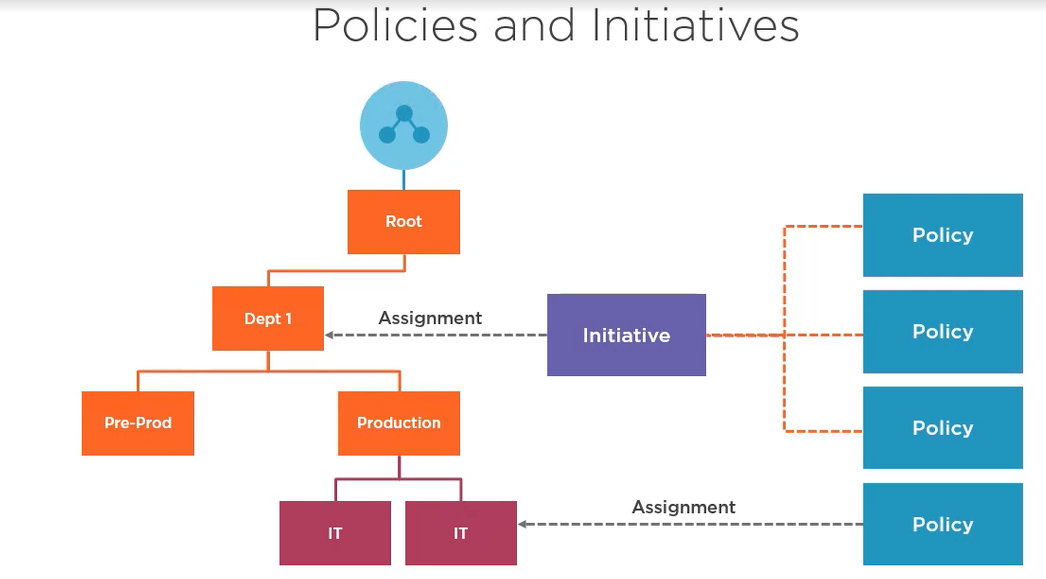 Policies and Initiatives
Root
Policy
Dept 1
Assignment
Initiative
Policy
Pre-Prod
Production
Policy
Assignment
IT
IT
Policy